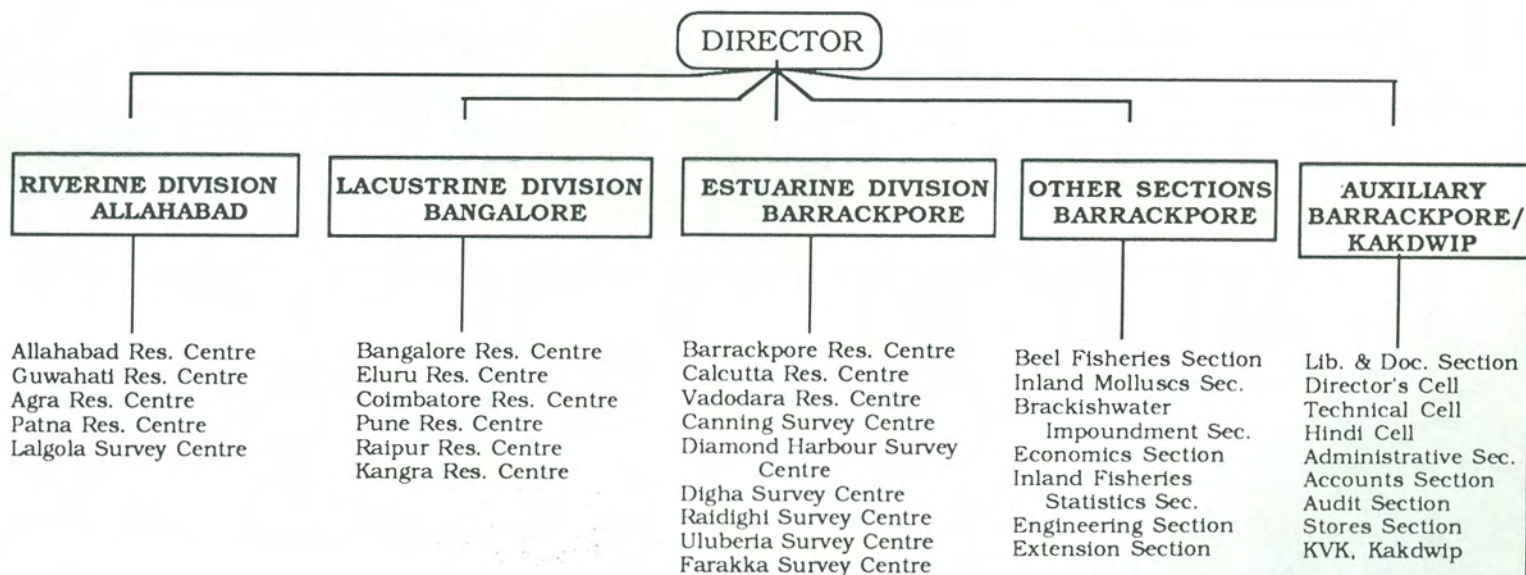 DIRECTOR
RIVERINE DIVISION
ALLAHABAD
Allahabad Res. Centre
Guwahati Res. Centre
Agra Res. Centre
Patna Res. Centre
Lalgola Survey Centre
LACUSTRINE DIVISION
BANGALORE
Bangalore Res. Centre
Eluru Res. Centre
Coimbatore Res. Centre
Pune Res. Centre
Raipur Res. Centre
Kangra Res. Centre
ESTUARINE DIVISION
BARRACKPORE
Barrackpore Res. Centre
Calcutta Res. Centre
Vadodara Res. Centre
Canning Survey Centre
Diamond Harbour Survey
Centre
Digha Survey Centre
Raidighi Survey Centre
Uluberia Survey Centre
Farakka Survey Centre
OTHER SECTIONS
BARRACKPORE
Beel Fisheries Section
Inland Molluscs Sec.
Brackishwater
Impoundment Sec.
Economics Section
Inland Fisheries
Statistics Sec.
Engineering Section
Extension Section
AUXILIARY
BARRACKPORE/
KAKDWIP
Lib. & Doc. Section
Director's Cell
Technical Cell
Hindi Cell
Administrative Sec.
Accounts Section
Audit Section
Stores Section
KVK, Kakdwip